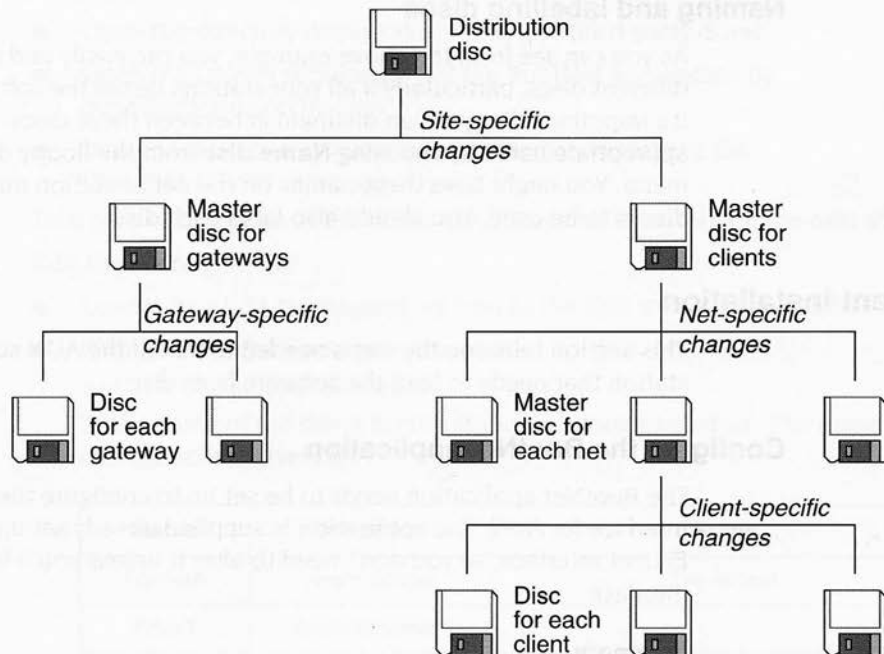 Distribution
disc
Site-specific
changes
Master
disc for
gateways
Master
disc for
clients
Gateway-specific
changes
Net-specific
changes
Disc
for each
gateway
Master
disc for
each net
Client-specific
changes
Disc
for each
client